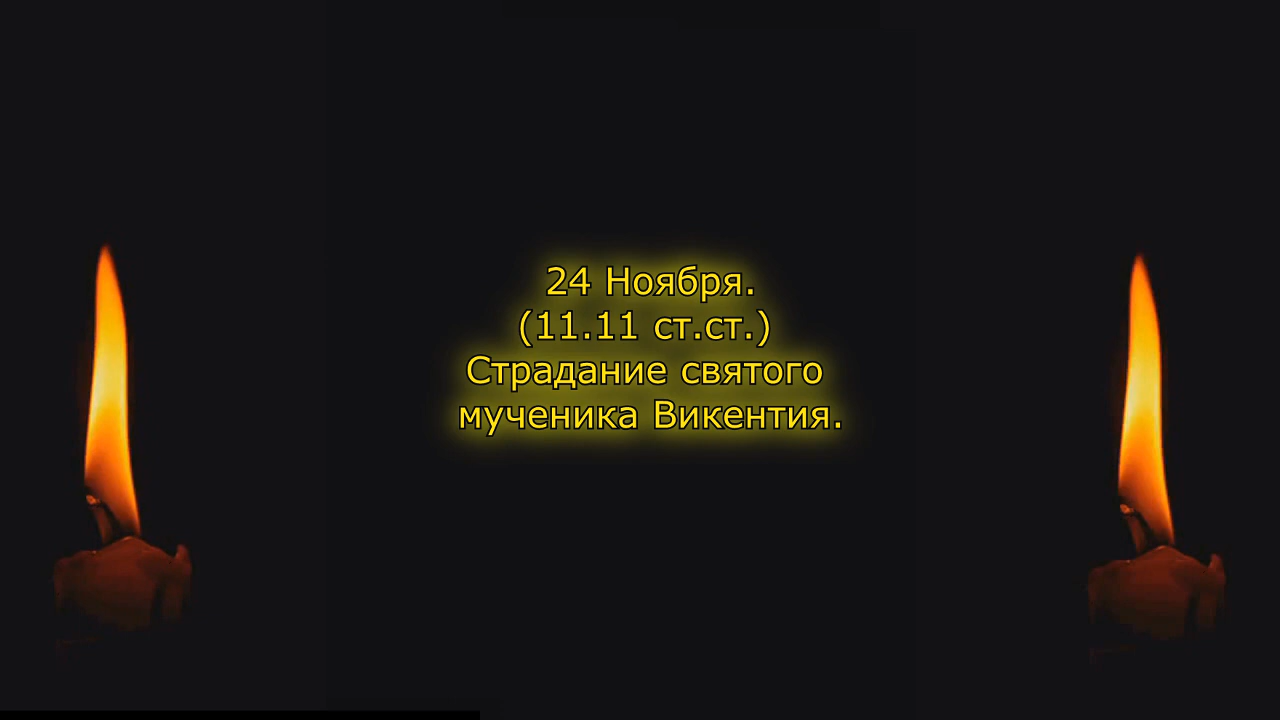 24 Ноября.
(11.11 ст.ст.)
Страдание святого
мученика Викентия.